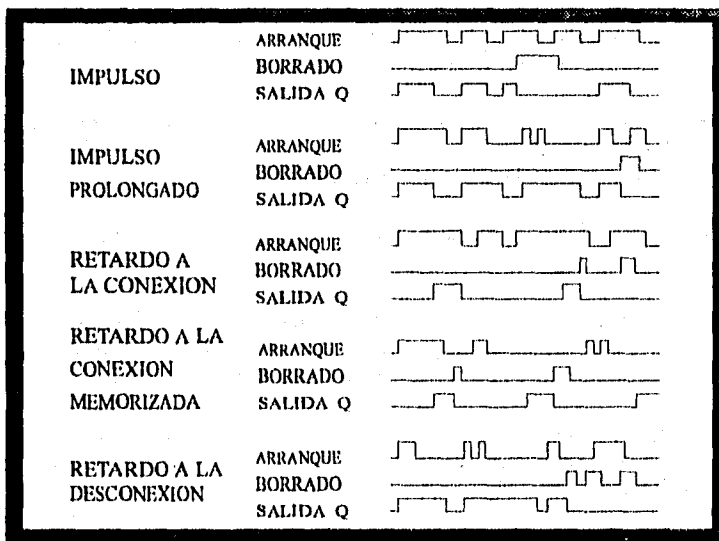 IMPULSO
ARRANQUE
BORRADO
SALIDA Q
IMPULSO
PROLONGADO
ARRANQUE
BORRADO
SALIDA Q
RETARDO A
LA CONEXION
ARRANQUE
BORRADO
SALIDA Q
RETARDO A LA
CONEXION
MEMORIZADA
ARRANQUE
BORRADO
SALIDA Q
RETARDO A LA
DESCONEXION
ARRANQUE
BORRADO
SALIDA Q